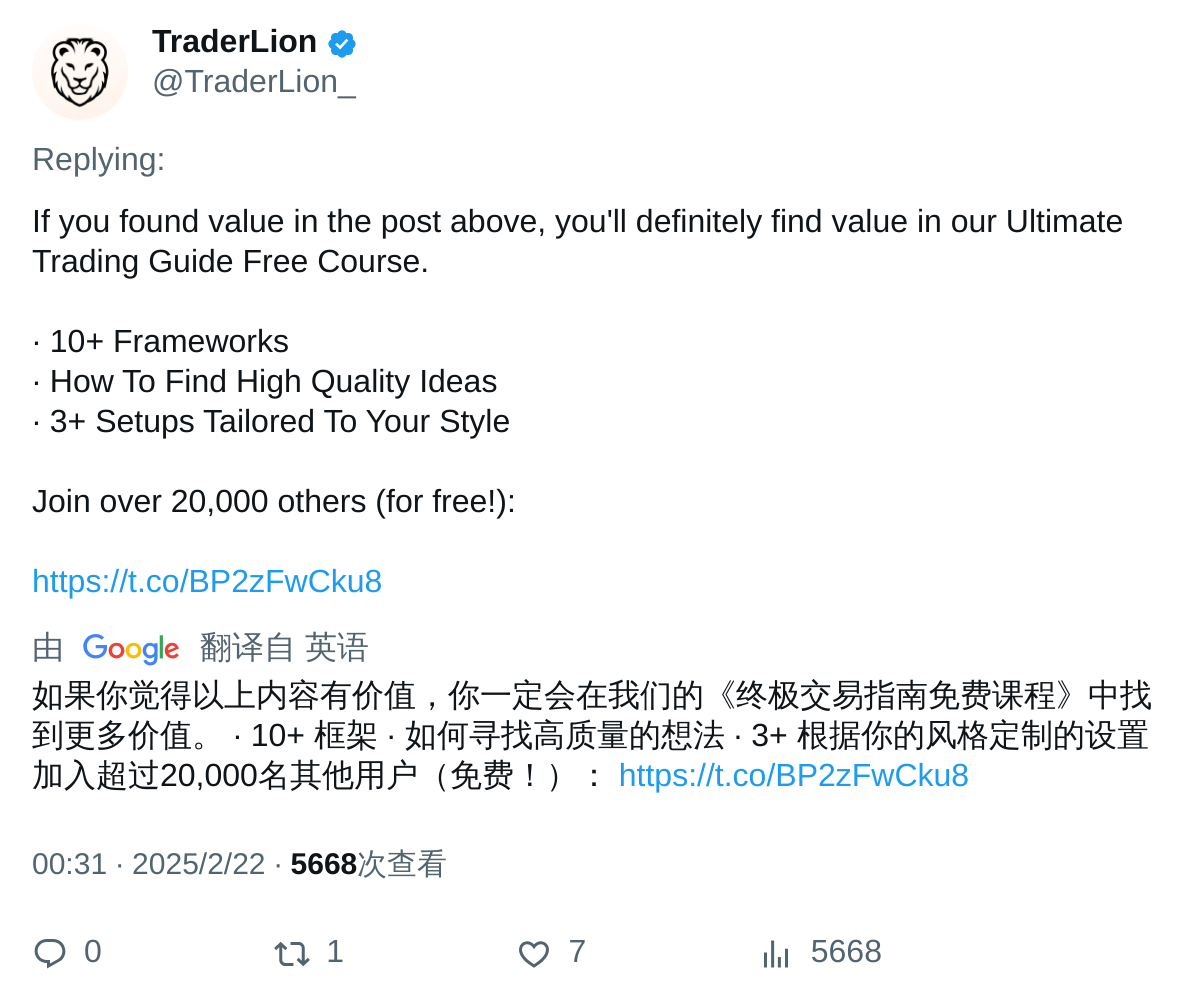 TraderLion
@TraderLion_
Replying:
If you found value in the post above, you'll definitely find value in our Ultimate
Trading Guide Free Course.
· 10+ Frameworks
· How To Find High Quality Ideas
· 3+ Setups Tailored To Your Style
Join over 20,000 others (for free!):
https://t.co/BP2zFwCku8
由 Google 翻译自 英语
如果你觉得以上内容有价值，你一定会在我们的《终极交易指南免费课程》中找
到更多价值。 · 10+ 框架 · 如何寻找高质量的想法 · 3+ 根据你的风格定制的设置
加入超过20,000名其他用户（免费！）： https://t.co/BP2zFwCku8
00:31 · 2025/2/22 · 5668次查看
0 1 7 5668